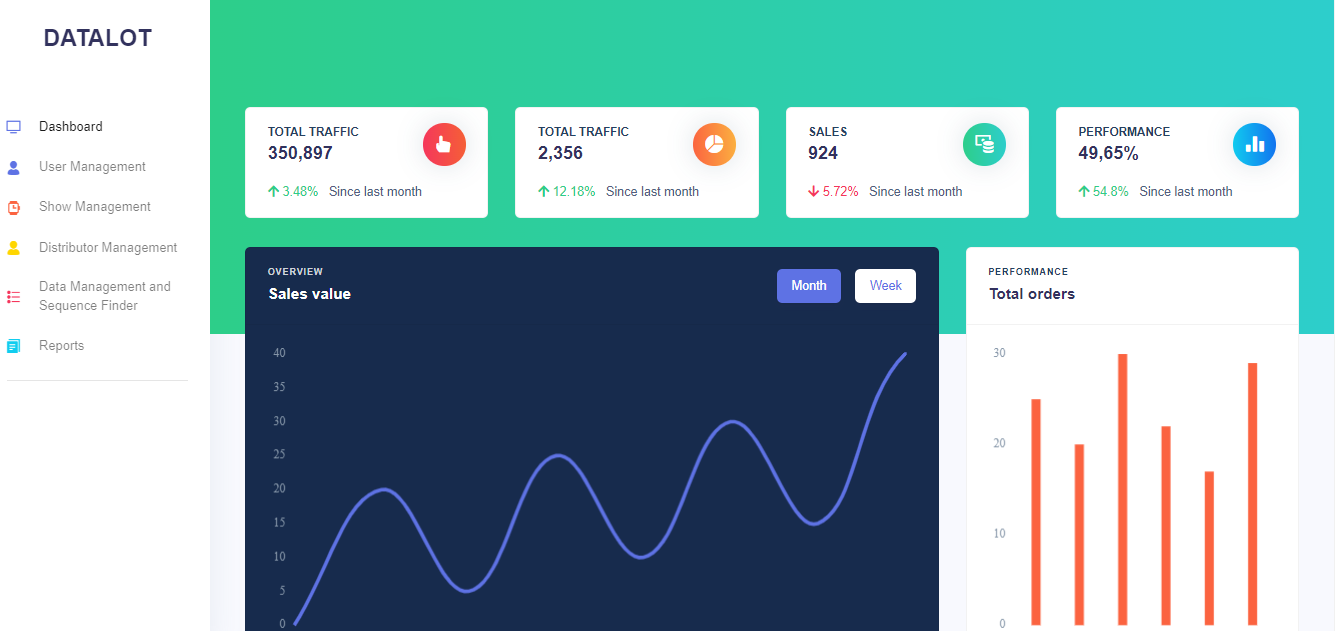 DATALOT
Dashboard
User Management
Show Management
Distributor Management
Data Management and
Sequence Finder
Reports
TOTAL TRAFFIC
350,897
3.48% Since last month
TOTAL TRAFFIC
2,356
12.18% Since last month
SALES
924
5.72% Since last month
PERFORMANCE
49,65%
54.8% Since last month
OVERVIEW
Sales value
Month
Week
40
35
30
25
20
15
10
5
0
PERFORMANCE
Total orders
30
20
10
0